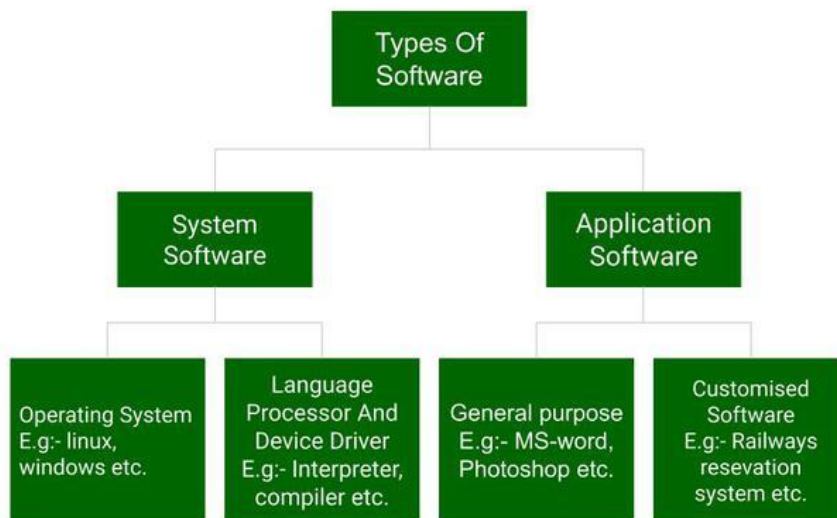 Types Of
Software
System
Software
Application
Software
Operating System
E.g:- linux,
windows etc.
Language
Processor And
Device Driver
E.g:- Interpreter,
compiler etc.
General purpose
E.g:- MS-word,
Photoshop etc.
Customised
Software
E.g:- Railways
resevation
system etc.